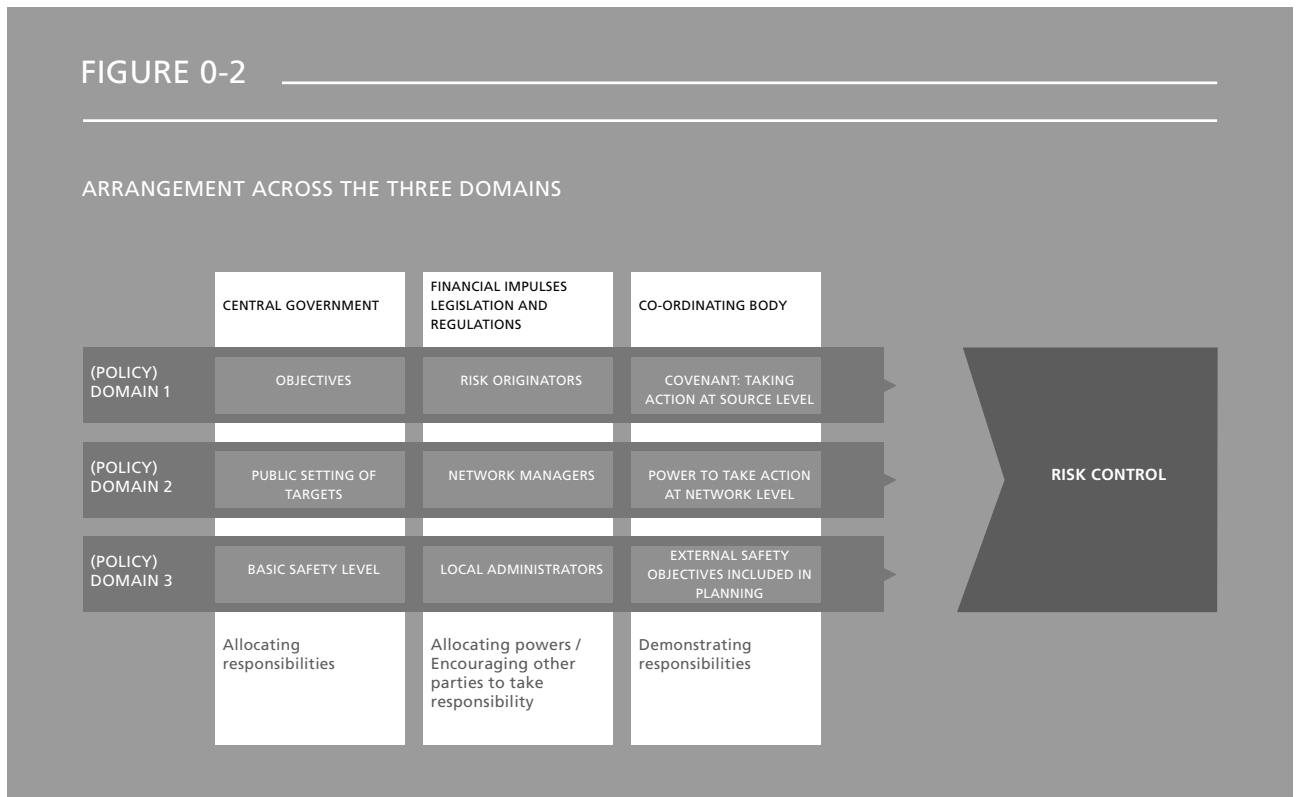 FIGURE 0-2
ARRANGEMENT ACROSS THE THREE DOMAINS
CENTRAL GOVERNMENT
FINANCIAL IMPULSES
LEGISLATION AND
REGULATIONS
CO-ORDINATING BODY
(POLICY)
DOMAIN 1
OBJECTIVES
RISK ORIGINATORS
COVENANT: TAKING
ACTION AT SOURCE LEVEL
(POLICY)
DOMAIN 2
PUBLIC SETTING OF
TARGETS
NETWORK MANAGERS
POWER TO TAKE ACTION
AT NETWORK LEVEL
(POLICY)
DOMAIN 3
BASIC SAFETY LEVEL
LOCAL ADMINISTRATORS
EXTERNAL SAFETY
OBJECTIVES INCLUDED IN
PLANNING
RISK CONTROL
Allocating
responsibilities
Allocating powers /
Encouraging other
parties to take
responsibility
Demonstrating
responsibilities